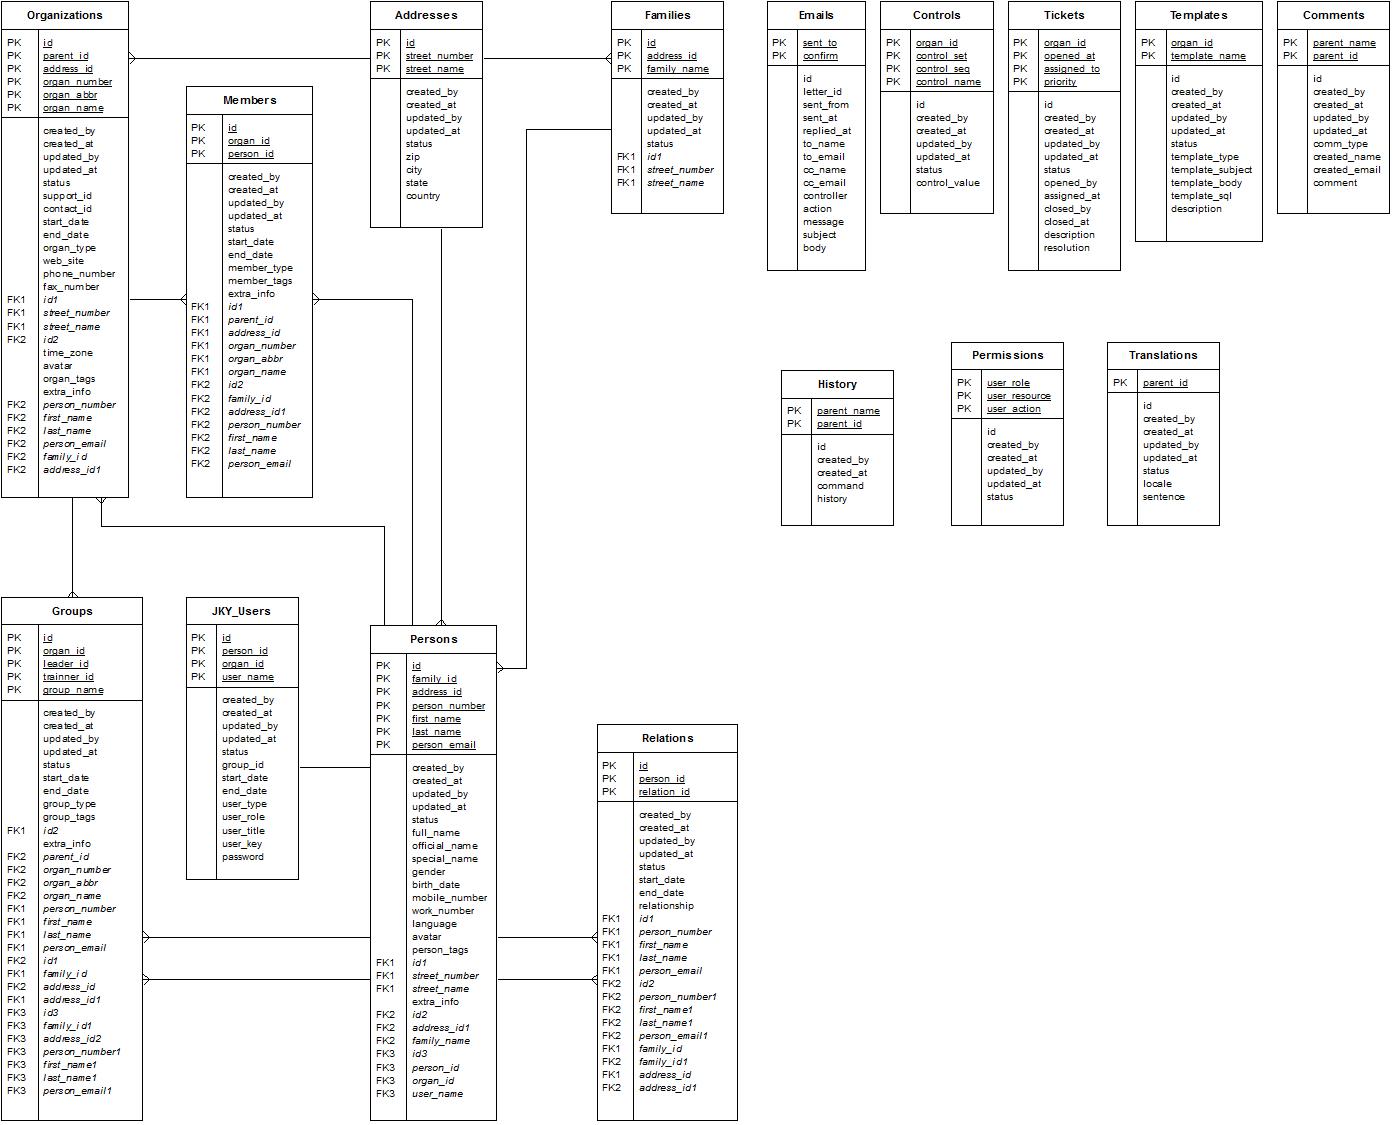 Organizations
PK id
PK parent_id
PK address_id
PK organ_number
PK organ_abbr
PK organ_name
created_by
created_at
updated_by
updated_at
status
support_id
contact_id
start_date
end_date
organ_type
web_site
phone_number
fax_number
FK1 id1
FK1 street_number
FK1 street_name
FK2 id2
time_zone
avatar
organ_tags
extra_info
FK2 person_number
FK2 first_name
FK2 last_name
FK2 person_email
FK2 family_id
FK2 address_id1
Members
PK id
PK organ_id
PK person_id
created_by
created_at
updated_by
updated_at
status
start_date
end_date
member_type
member_tags
extra_info
FK1 id1
FK1 parent_id
FK1 address_id
FK1 organ_number
FK1 organ_abbr
FK1 organ_name
FK2 id2
FK2 family_id
FK2 address_id1
FK2 person_number
FK2 first_name
FK2 last_name
FK2 person_email
Addresses
PK id
PK street_number
PK street_name
created_by
created_at
updated_by
updated_at
status
zip
city
state
country
Families
PK id
PK address_id
PK family_name
created_by
created_at
updated_by
updated_at
status
FK1 id1
FK1 street_number
FK1 street_name
Emails
PK sent_to
PK confirm
id
letter_id
sent_from
sent_at
replied_at
to_name
to_email
cc_name
cc_email
controller
action
message
subject
body
Controls
PK organ_id
PK control_set
PK control_seq
PK control_name
id
created_by
created_at
updated_by
updated_at
status
control_value
Tickets
PK organ_id
PK opened_at
PK assigned_to
PK priority
id
created_by
created_at
updated_by
updated_at
status
opened_by
assigned_at
closed_by
closed_at
description
resolution
Templates
PK organ_id
PK template_name
id
created_by
created_at
updated_by
updated_at
status
template_type
template_subject
template_body
template_sql
description
Comments
PK parent_name
PK parent_id
id
created_by
created_at
updated_by
updated_at
comm_type
created_name
created_email
comment
History
PK parent_name
PK parent_id
id
created_by
created_at
command
history
Permissions
PK user_role
PK user_resource
PK user_action
id
created_by
created_at
updated_by
updated_at
status
Translations
PK parent_id
id
created_by
created_at
updated_by
updated_at
status
locale
sentence
Groups
PK id
PK organ_id
PK leader_id
PK trainner_id
PK group_name
created_by
created_at
updated_by
updated_at
status
start_date
end_date
group_type
group_tags
FK1 id2
extra_info
FK2 parent_id
FK2 organ_number
FK2 organ_abbr
FK2 organ_name
FK1 person_number
FK1 first_name
FK1 last_name
FK1 person_email
FK2 id1
FK1 family_id
FK2 address_id
FK1 address_id1
FK3 id3
FK3 family_id1
FK3 address_id2
FK3 person_number1
FK3 first_name1
FK3 last_name1
FK3 person_email1
JKY_Users
PK id
PK person_id
PK organ_id
PK user_name
created_by
created_at
updated_by
updated_at
status
group_id
start_date
end_date
user_type
user_role
user_title
user_key
password
Persons
PK id
PK family_id
PK address_id
PK person_number
PK first_name
PK last_name
PK person_email
created_by
created_at
updated_by
updated_at
status
full_name
official_name
special_name
gender
birth_date
mobile_number
work_number
language
avatar
person_tags
FK1 id1
FK1 street_number
FK1 street_name
extra_info
FK2 id2
FK2 address_id1
FK2 family_name
FK3 id3
FK3 person_id
FK3 organ_id
FK3 user_name
Relations
PK id
PK person_id
PK relation_id
created_by
created_at
updated_by
updated_at
status
start_date
end_date
relationship
FK1 id1
FK1 person_number
FK1 first_name
FK1 last_name
FK1 person_email
FK2 id2
FK2 person_number1
FK2 first_name1
FK2 last_name1
FK2 person_email1
FK1 family_id
FK2 family_id1
FK1 address_id
FK2 address_id1